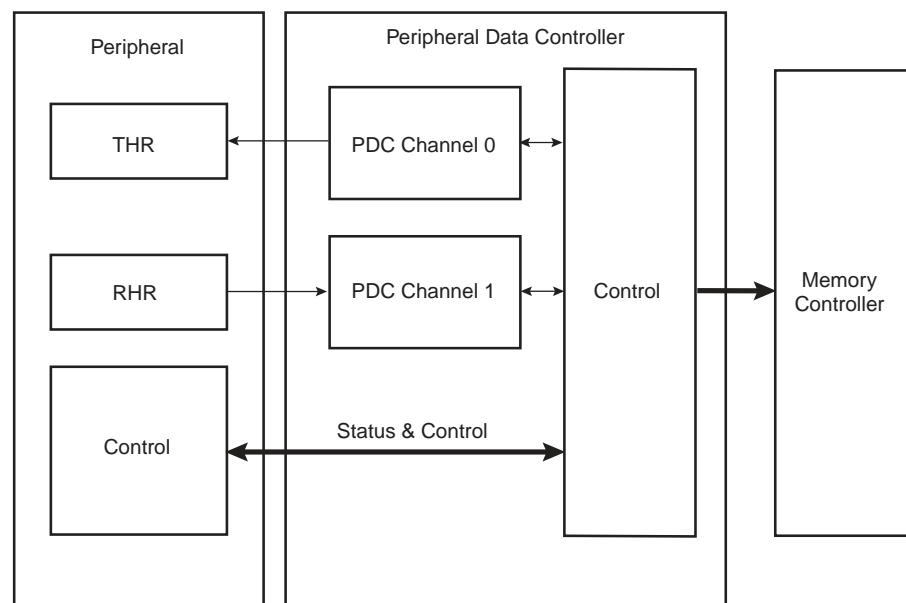 Peripheral
Peripheral Data Controller
THR
PDC Channel 0
RHR
PDC Channel 1
Control
Memory
Controller
Control
Status & Control